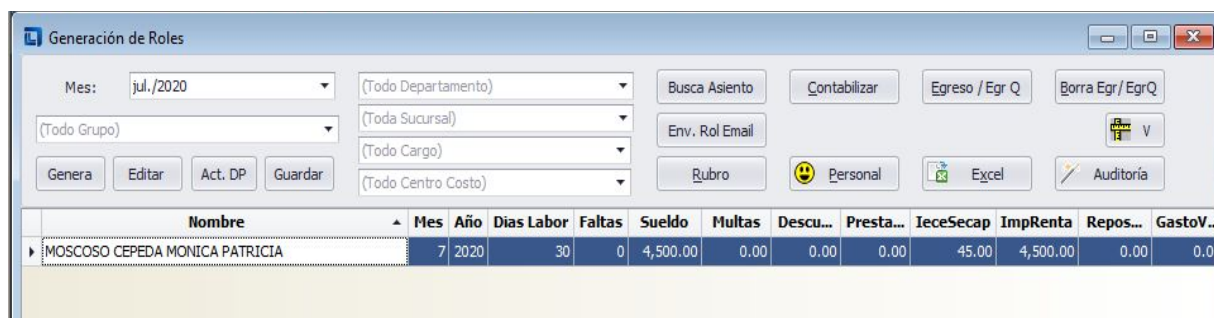 Generación de Roles
Mes: jul./2020 (Todo Departamento) Busca Asiento Contabilizar Egreso / Egr Q Borra Egr/ EgrQ
(Todo Grupo) (Toda Sucursal) Env. Rol Email V
(Todo Cargo)
Genera Editar Act. DP Guardar (Todo Centro Costo) Rubro Personal Excel Auditoría
Nombre Mes Año Dias Labor Faltas Sueldo Multas Descu... Presta... IeceSecap ImpRenta Repos... GastoV...
MOSCOSO CEPEDA MONICA PATRICIA 7 2020 30 0 4,500.00 0.00 0.00 0.00 45.00 4,500.00 0.00 0.0